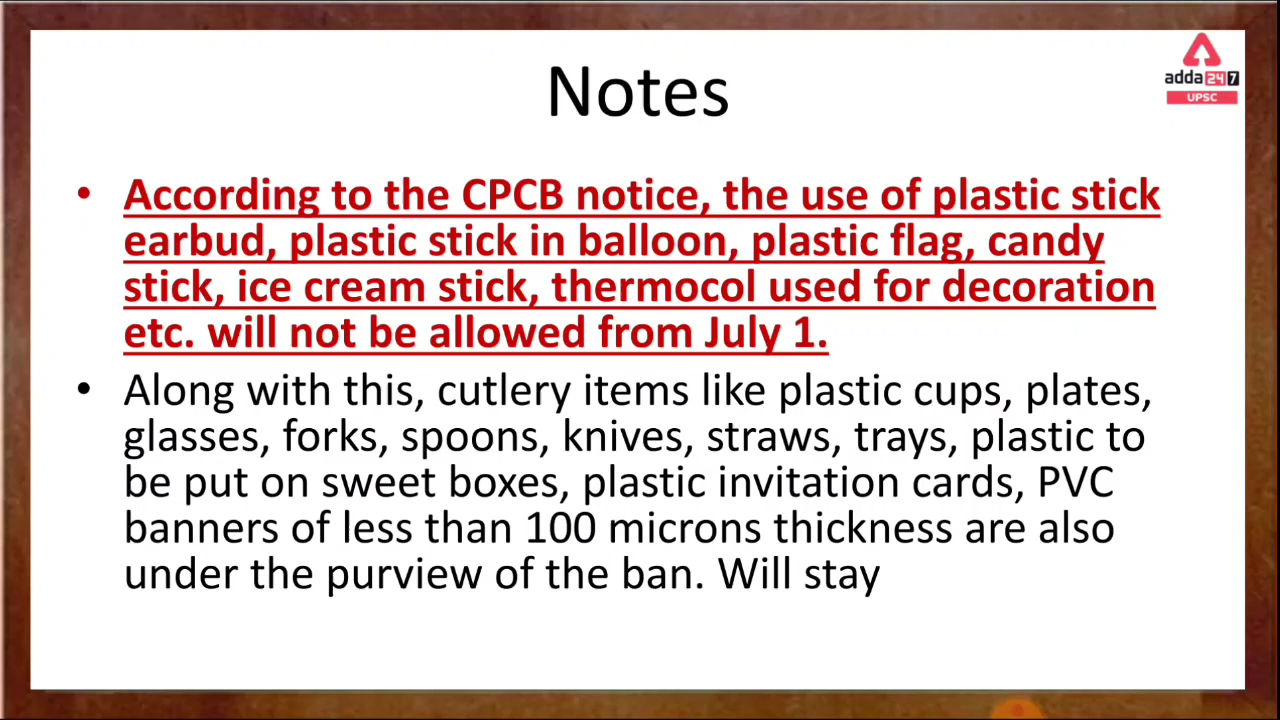 Notes
adda247
UPSC
• According to the CPCB notice, the use of plastic stick
earbud, plastic stick in balloon, plastic flag, candy
stick, ice cream stick, thermocol used for decoration
etc. will not be allowed from July 1.
• Along with this, cutlery items like plastic cups, plates,
glasses, forks, spoons, knives, straws, trays, plastic to
be put on sweet boxes, plastic invitation cards, PVC
banners of less than 100 microns thickness are also
under the purview of the ban. Will stay